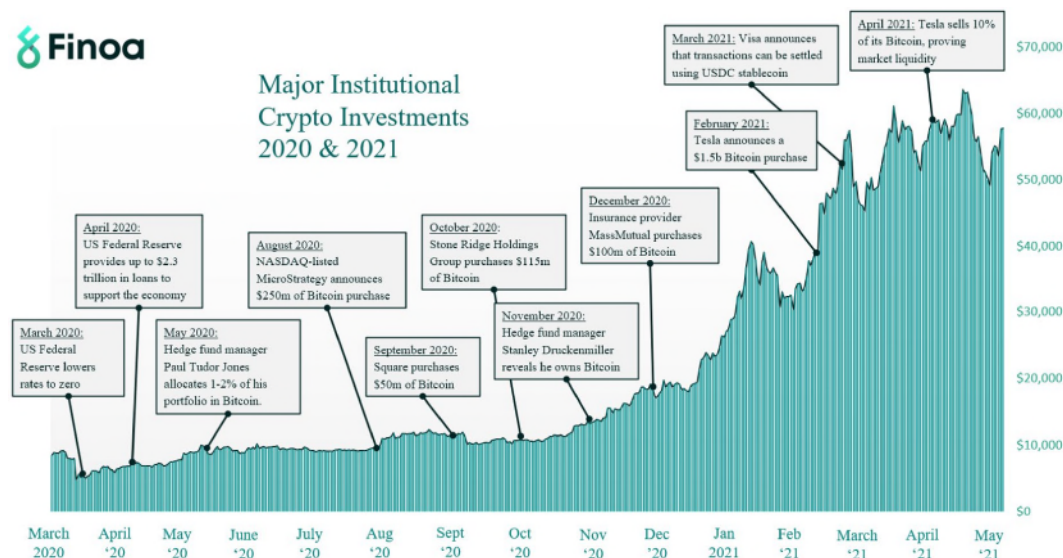 Finoa
Major Institutional
Crypto Investments
2020 & 2021
March 2020:
US Federal
Reserve lowers
rates to zero
April 2020:
US Federal Reserve
provides up to $2.3
trillion in loans to
support the economy
May 2020:
Hedge fund manager
Paul Tudor Jones
allocates 1-2% of his
portfolio in Bitcoin.
August 2020:
NASDAQ-listed
MicroStrategy announces
$250m of Bitcoin purchase
September 2020:
Square purchases
$50m of Bitcoin
October 2020:
Stone Ridge Holdings
Group purchases $115m
of Bitcoin
November 2020:
Hedge fund manager
Stanley Druckenmiller
reveals he owns Bitcoin
December 2020:
Insurance provider
MassMutual purchases
$100m of Bitcoin
February 2021:
Tesla announces a
$1.5b Bitcoin purchase
March 2021: Visa announces
that transactions can be settled
using USDC stablecoin
April 2021: Tesla sells 10%
of its Bitcoin, proving
market liquidity
$70,000
$60,000
$50,000
$40,000
$30,000
$20,000
$10,000
$0
March April May June July Aug Sept Oct Nov Dec Jan Feb March April May
2020 '20 '20 '20 '20 '20 '20 '20 '20 '20 2021 '21 '21 '21 '21